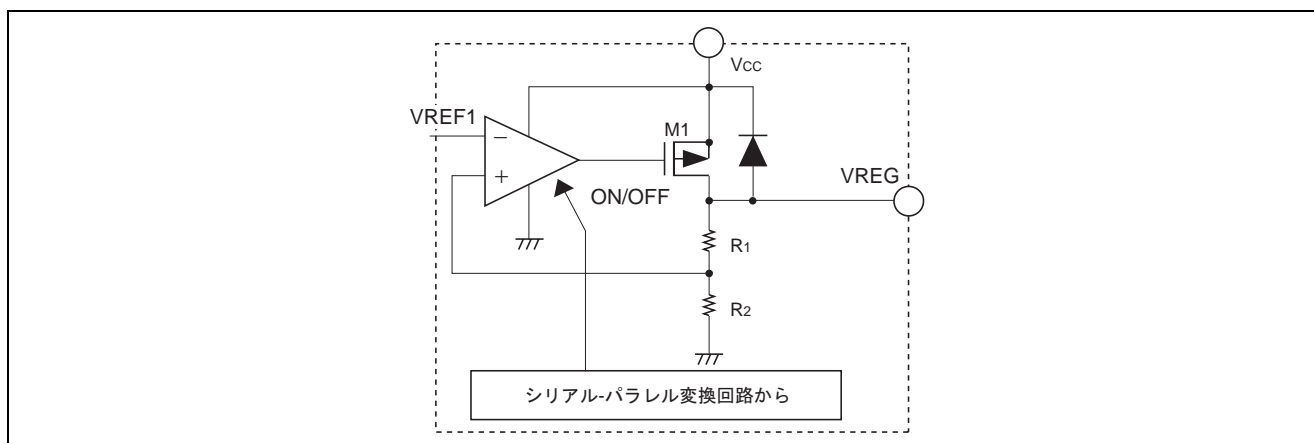 Vcc
VREF1
M1
−
+
ON/OFF
VREG
R1
R2
シリアル-パラレル変換回路から